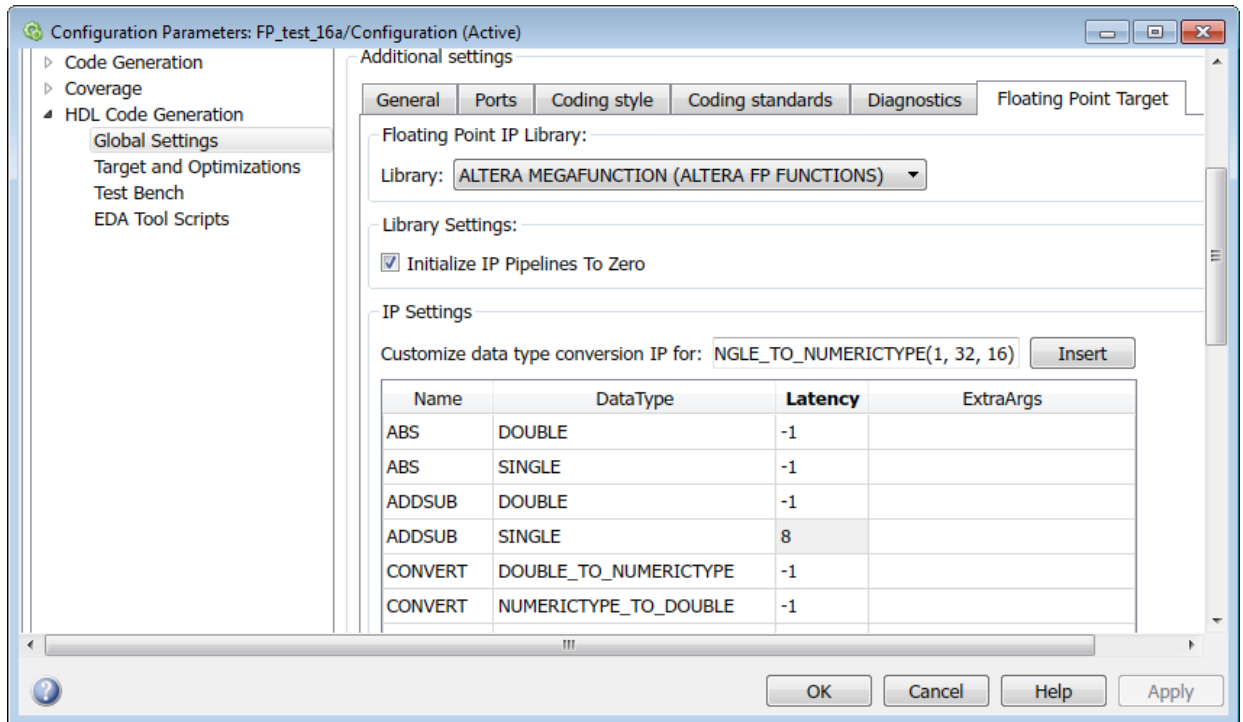 Configuration Parameters: FP_test_16a/Configuration (Active)
Code Generation
Coverage
HDL Code Generation
Global Settings
Target and Optimizations
Test Bench
EDA Tool Scripts
Additional settings
General Ports Coding style Coding standards Diagnostics Floating Point Target
Floating Point IP Library:
Library: ALTERA MEGAFUNCTION (ALTERA FP FUNCTIONS)
Library Settings:
Initialize IP Pipelines To Zero
IP Settings
Customize data type conversion IP for: NGLE_TO_NUMERICTYPE(1, 32, 16) Insert
Name DataType Latency ExtraArgs
ABS DOUBLE -1
ABS SINGLE -1
ADDSUB DOUBLE -1
ADDSUB SINGLE 8
CONVERT DOUBLE_TO_NUMERICTYPE -1
CONVERT NUMERICTYPE_TO_DOUBLE -1
? OK Cancel Help Apply